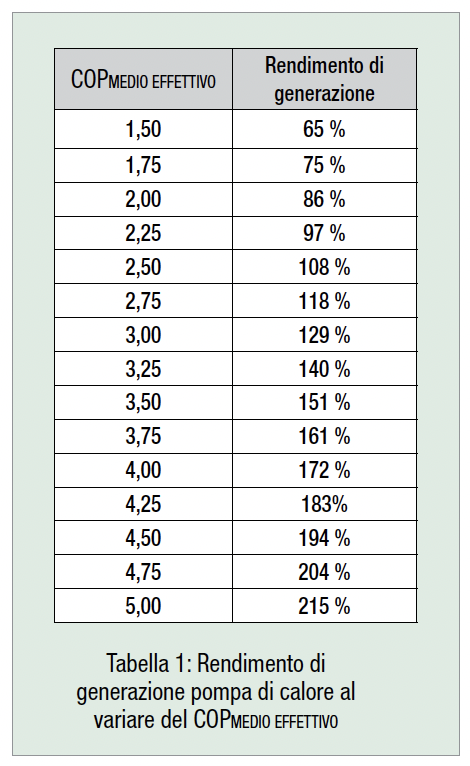 COPMEDIO EFFETTIVO Rendimento di
generazione
1,50 65 %
1,75 75 %
2,00 86 %
2,25 97 %
2,50 108 %
2,75 118 %
3,00 129 %
3,25 140 %
3,50 151 %
3,75 161 %
4,00 172 %
4,25 183%
4,50 194 %
4,75 204 %
5,00 215 %
Tabella 1: Rendimento di
generazione pompa di calore al
variare del COPMEDIO EFFETTIVO